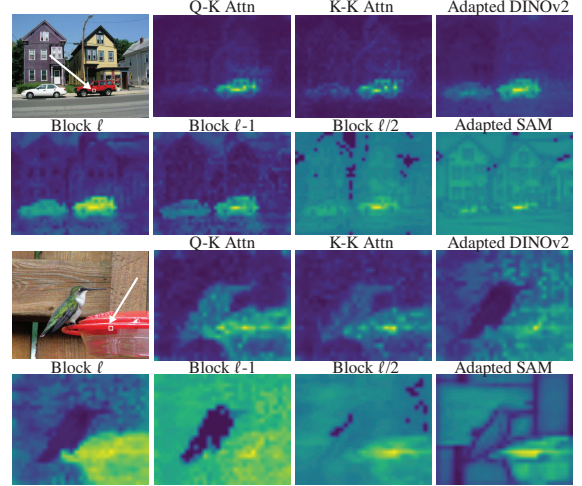 Q-K Attn K-K Attn Adapted DINOv2
Block ℓ Block ℓ-1 Block ℓ/2 Adapted SAM
Q-K Attn K-K Attn Adapted DINOv2
Block ℓ Block ℓ-1 Block ℓ/2 Adapted SAM